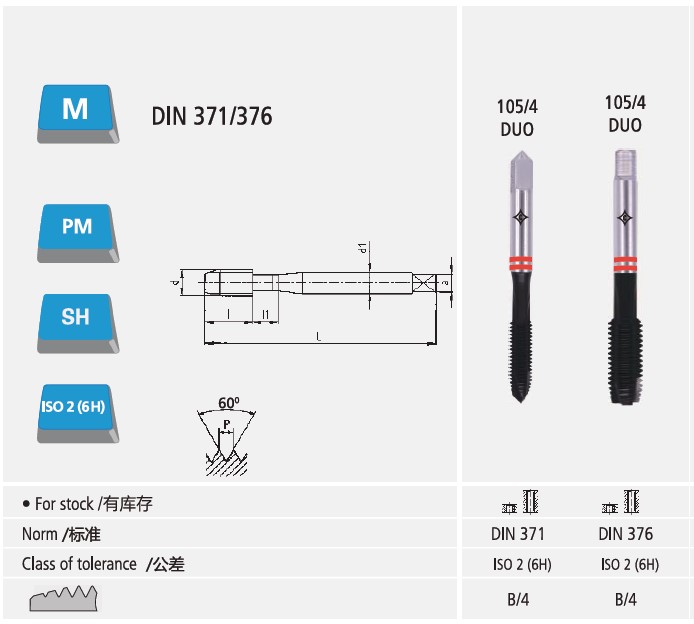 M
DIN 371/376
105/4
DUO
105/4
DUO
PM
SH
ISO 2 (6H)
d
l
l1
L
d1
a
60⁰
P
• For stock /有库存
Norm /标准
DIN 371
DIN 376
Class of tolerance /公差
ISO 2 (6H)
ISO 2 (6H)
B/4
B/4